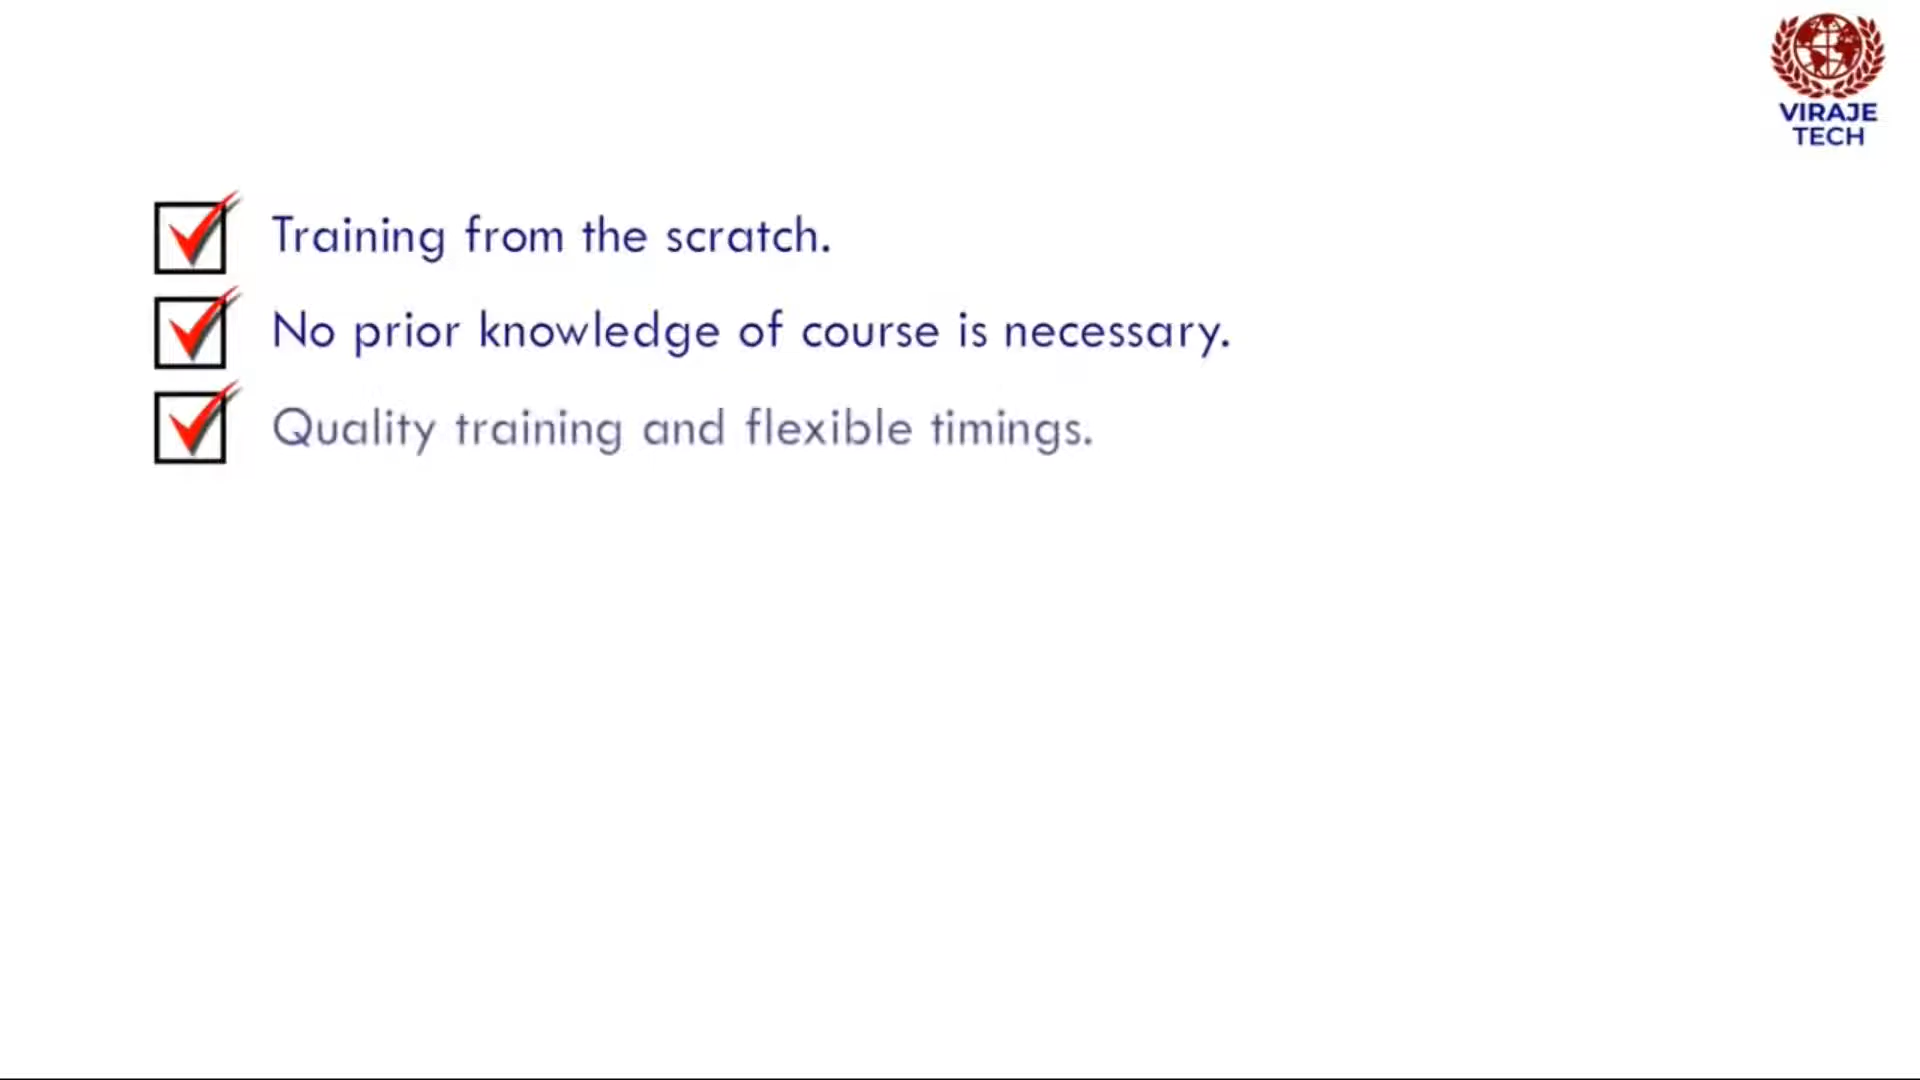 VIRAJE
TECH
Training from the scratch.
No prior knowledge of course is necessary.
Quality training and flexible timings.